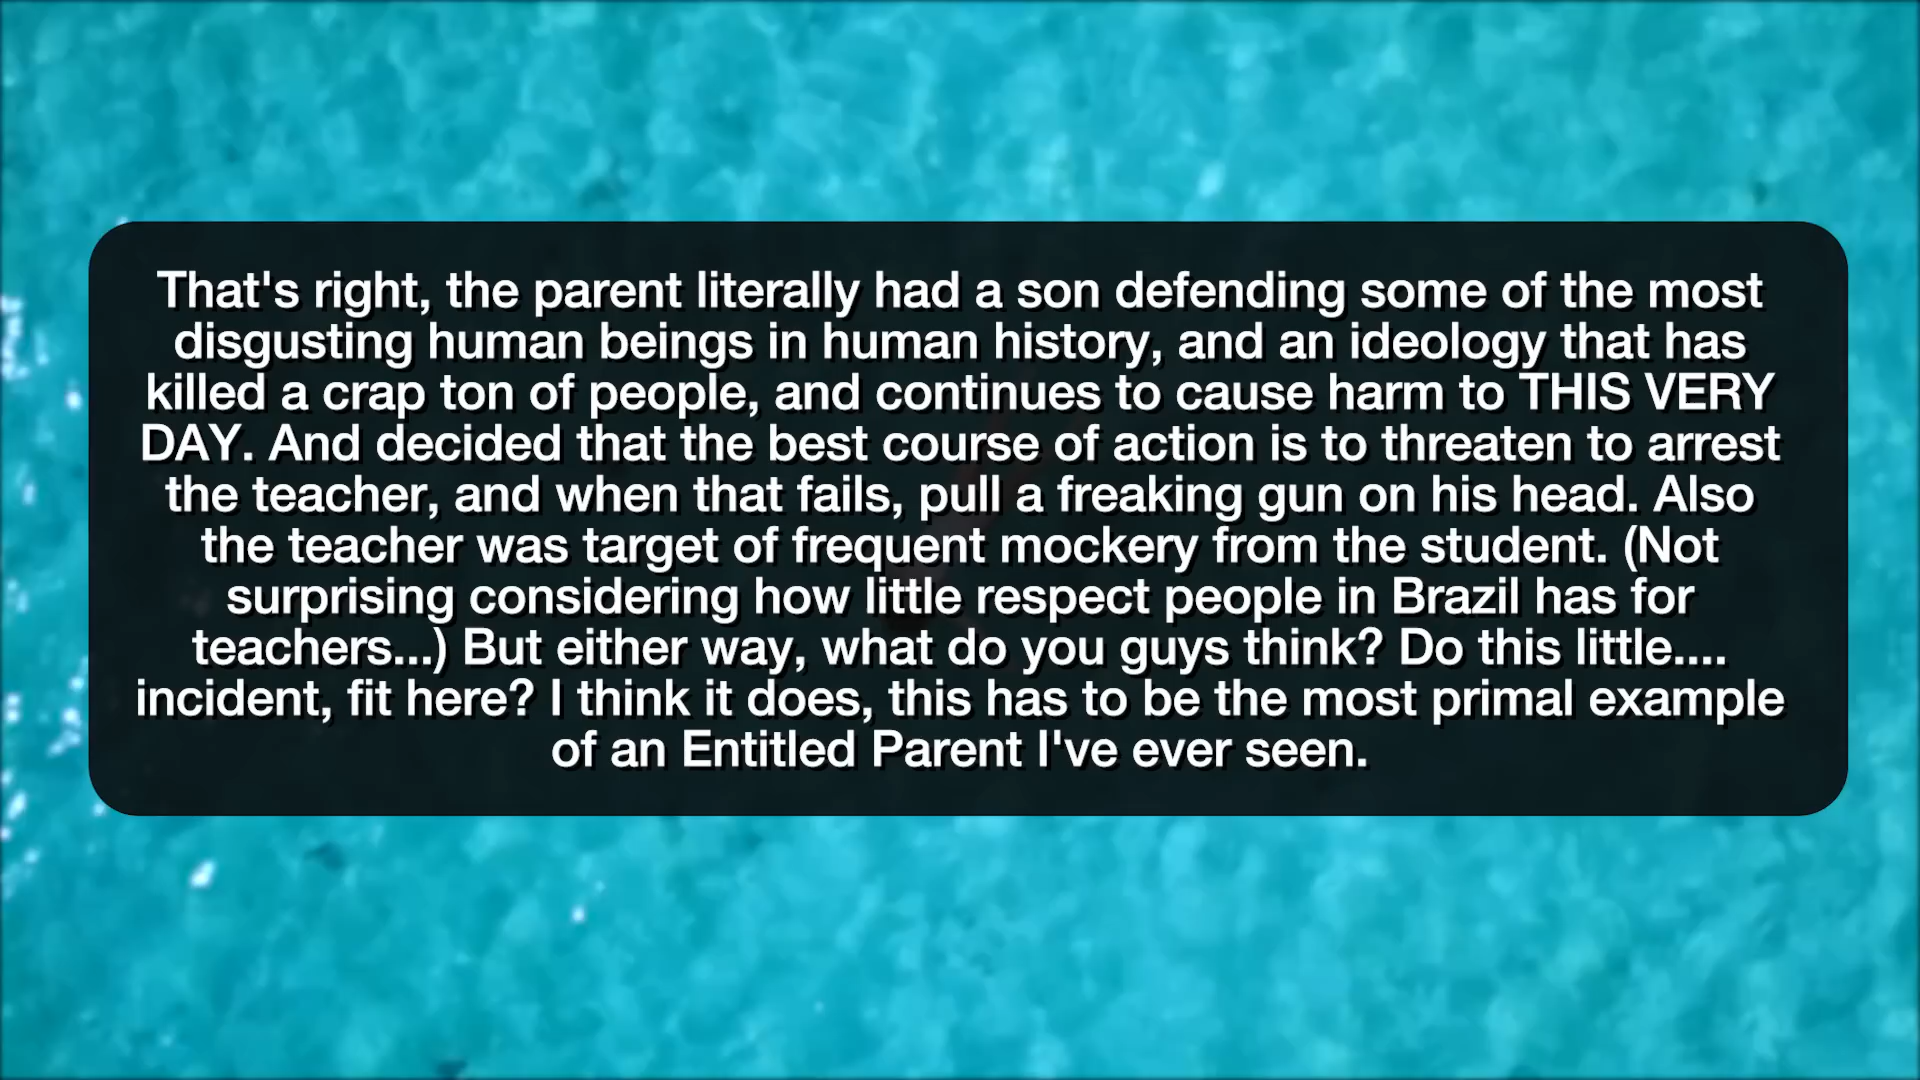 That's right, the parent literally had a son defending some of the most
disgusting human beings in human history, and an ideology that has
killed a crap ton of people, and continues to cause harm to THIS VERY
DAY. And decided that the best course of action is to threaten to arrest
the teacher, and when that fails, pull a freaking gun on his head. Also
the teacher was target of frequent mockery from the student. (Not
surprising considering how little respect people in Brazil has for
teachers...) But either way, what do you guys think? Do this little....
incident, fit here? I think it does, this has to be the most primal example
of an Entitled Parent I've ever seen.